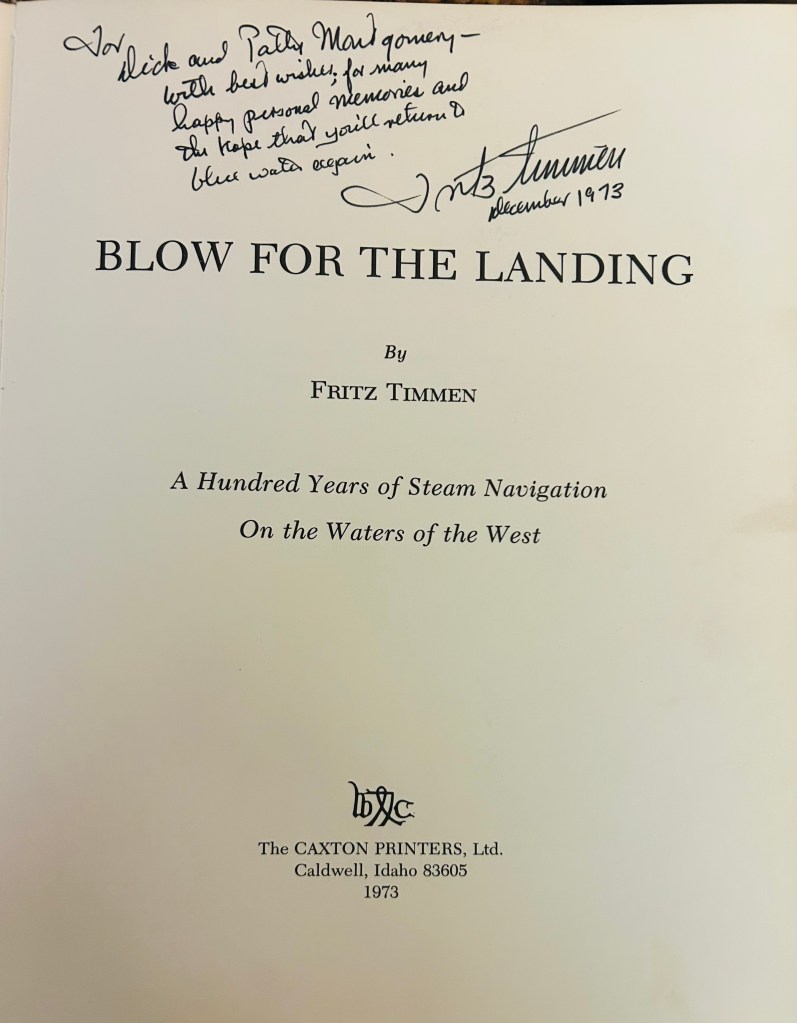 For
Dick and Patty Montgomery —
with best wishes, for many
happy personal memories and
the hope that you'll return to
blue water again.
Fritz Timmen
December 1973
BLOW FOR THE LANDING
By
FRITZ TIMMEN
A Hundred Years of Steam Navigation
On the Waters of the West
The CAXTON PRINTERS, Ltd.
Caldwell, Idaho 83605
1973